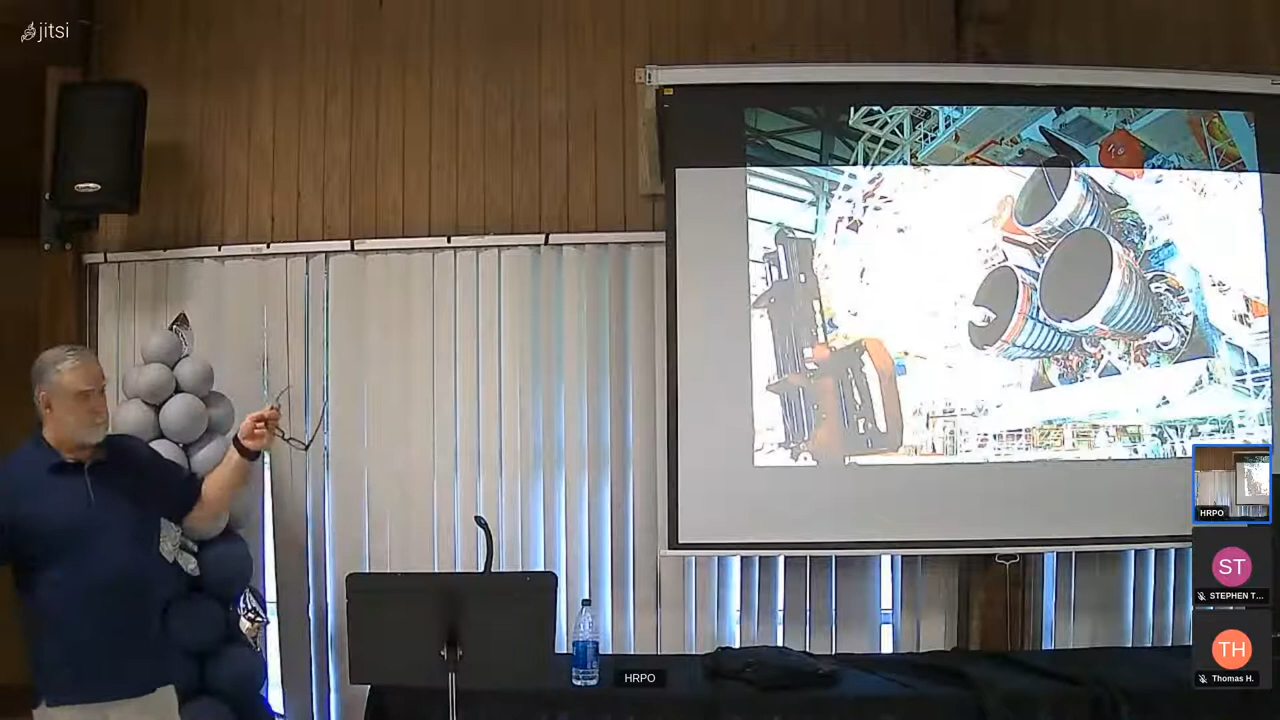 jitsi
HRPO
HRPO
ST
STEPHEN T...
TH
Thomas H.